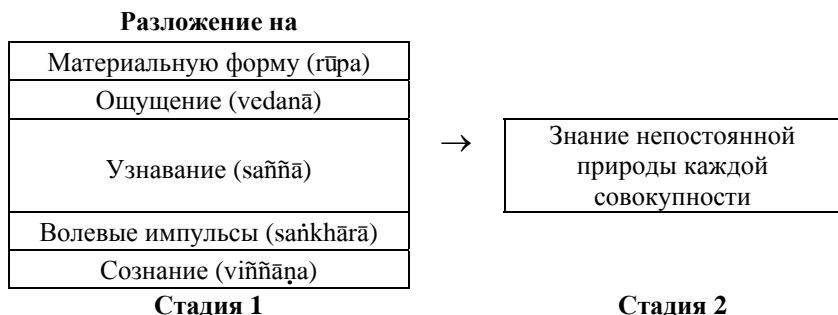 Разложение на
Материальную форму (rūpa)
Ощущение (vedanā)
Узнавание (saññā)
Волевые импульсы (saṅkhārā)
Сознание (viññāṇa)
Стадия 1
→
Знание непостоянной
природы каждой
совокупности
Стадия 2